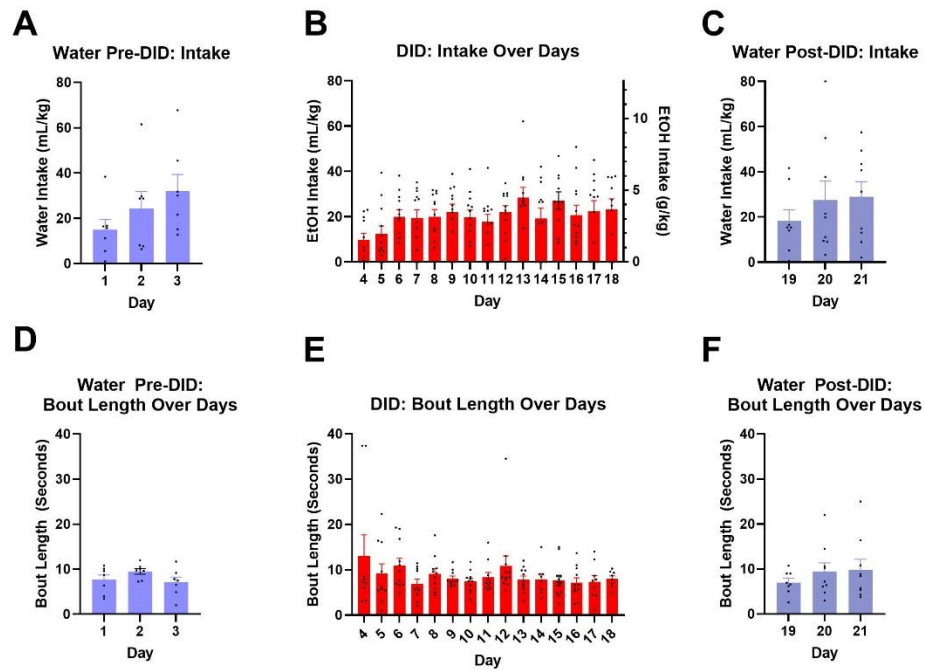 A
Water Pre-DID: Intake
Water Intake (mL/kg)
80
60
40
20
0
1 2 3
Day
B
DID: Intake Over Days
EtOH Intake (mL/kg)
80
60
40
20
0
10
5
0
EtOH Intake (g/kg)
4 5 6 7 8 9 10 11 12 13 14 15 16 17 18
Day
C
Water Post-DID: Intake
Water Intake (mL/kg)
80
60
40
20
0
19 20 21
Day
D
Water Pre-DID:
Bout Length Over Days
Bout Length (Seconds)
40
30
20
10
0
1 2 3
Day
E
DID: Bout Length Over Days
Bout Length (Seconds)
40
30
20
10
0
4 5 6 7 8 9 10 11 12 13 14 15 16 17 18
Day
F
Water Post-DID:
Bout Length Over Days
Bout Length (Seconds)
40
30
20
10
0
19 20 21
Day